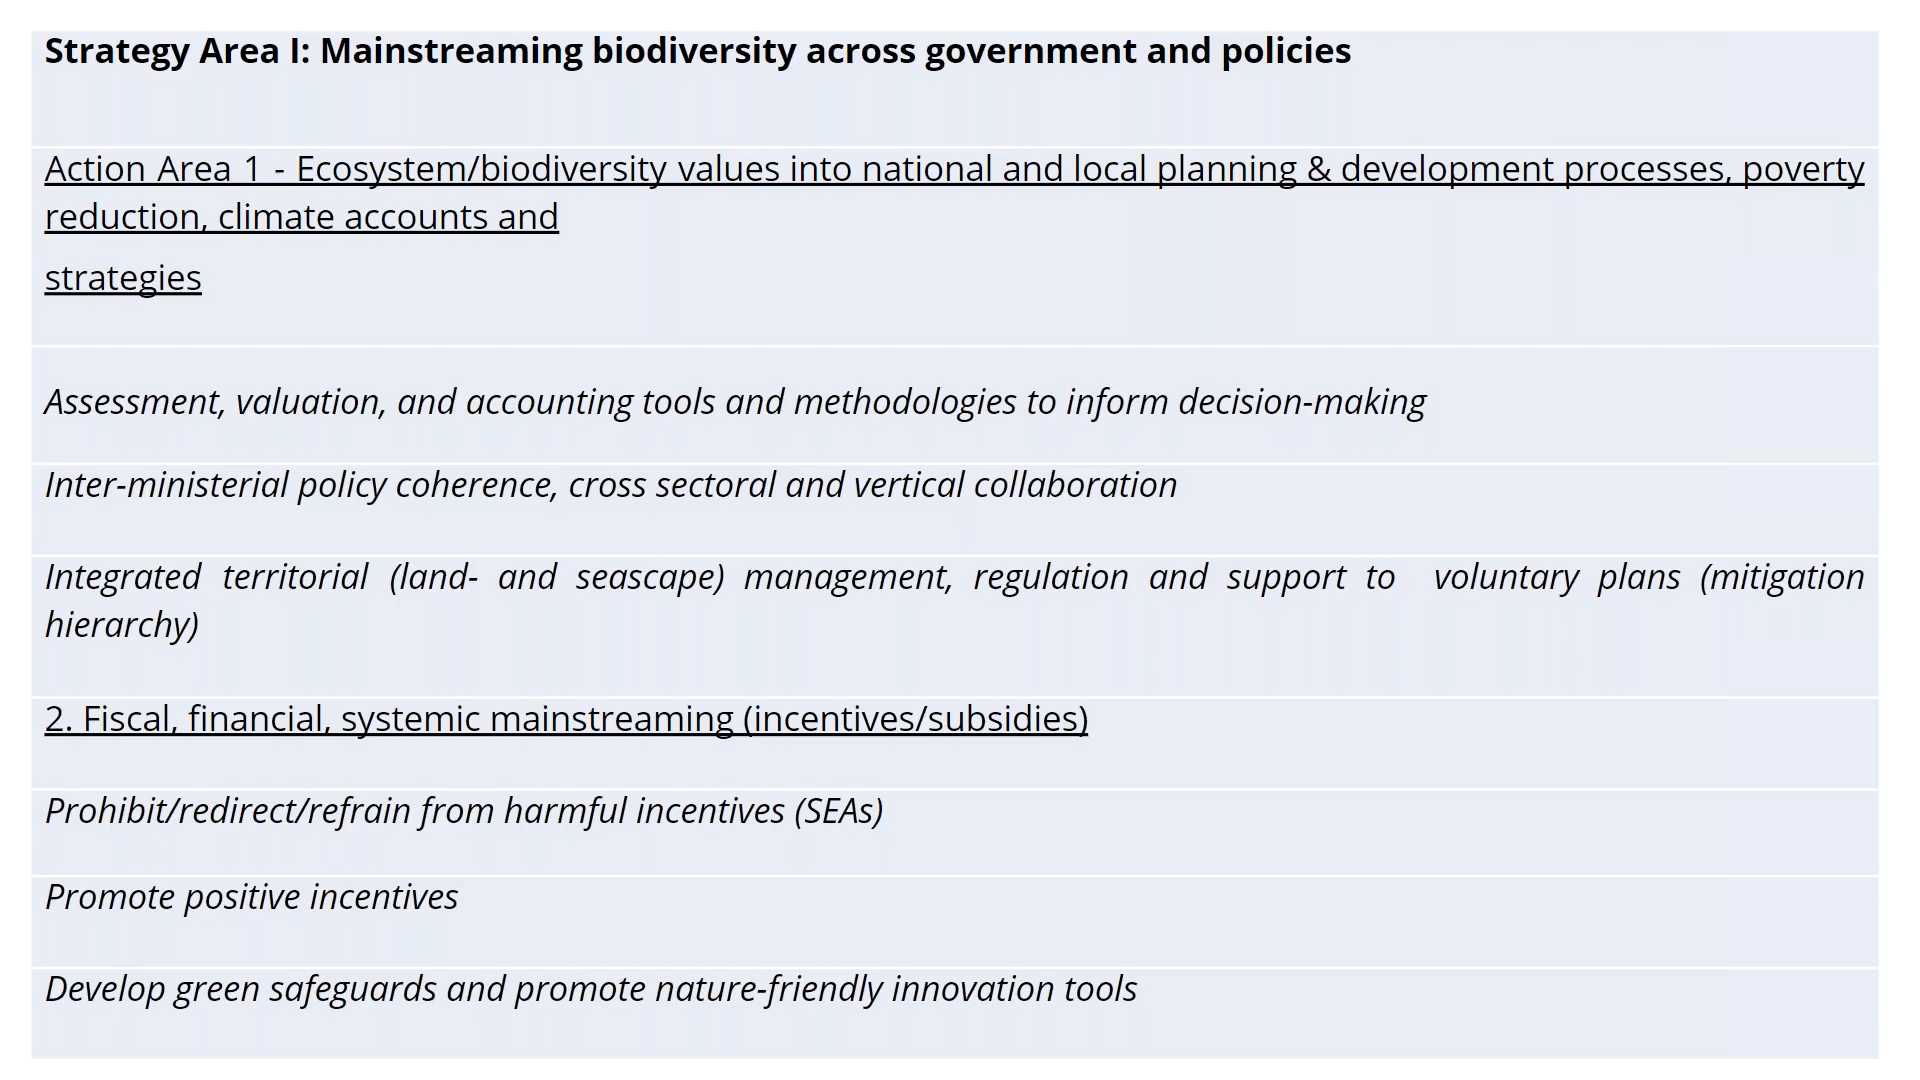 Strategy Area I: Mainstreaming biodiversity across government and policies
Action Area 1 - Ecosystem/biodiversity values into national and local planning & development processes, poverty
reduction, climate accounts and
strategies
Assessment, valuation, and accounting tools and methodologies to inform decision-making
Inter-ministerial policy coherence, cross sectoral and vertical collaboration
Integrated territorial (land- and seascape) management, regulation and support to voluntary plans (mitigation
hierarchy)
2. Fiscal, financial, systemic mainstreaming (incentives/subsidies)
Prohibit/redirect/refrain from harmful incentives (SEAs)
Promote positive incentives
Develop green safeguards and promote nature-friendly innovation tools